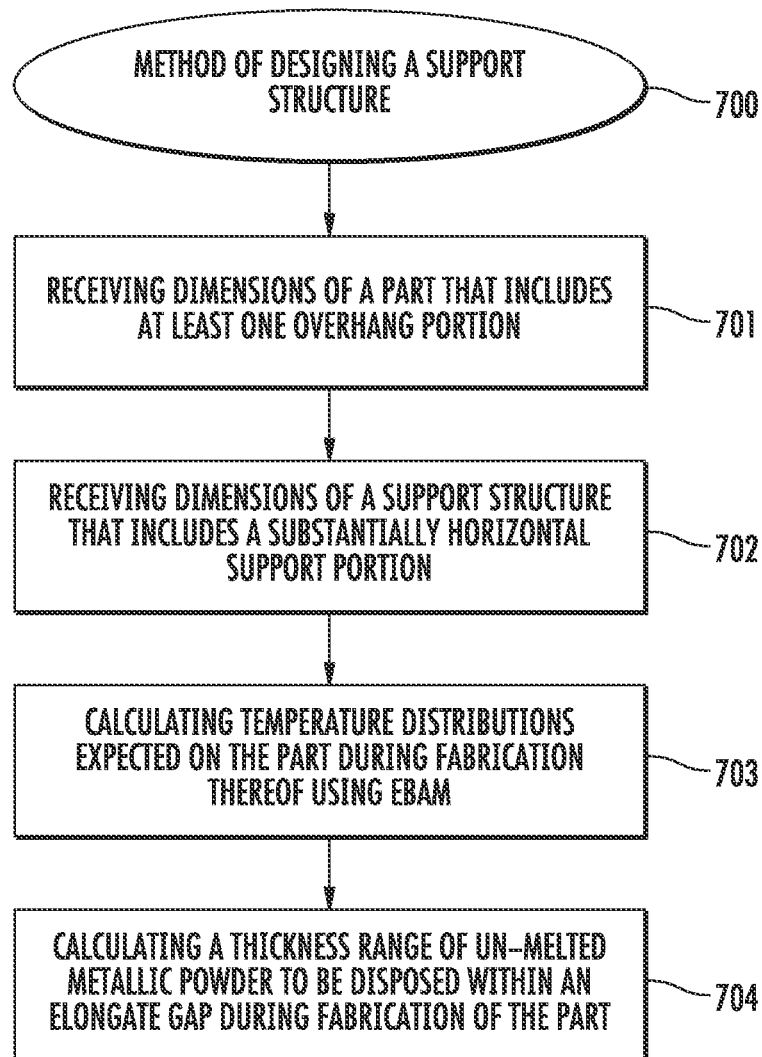 METHOD OF DESIGNING A SUPPORT
STRUCTURE
700
RECEIVING DIMENSIONS OF A PART THAT INCLUDES
AT LEAST ONE OVERHANG PORTION
701
RECEIVING DIMENSIONS OF A SUPPORT STRUCTURE
THAT INCLUDES A SUBSTANTIALLY HORIZONTAL
SUPPORT PORTION
702
CALCULATING TEMPERATURE DISTRIBUTIONS
EXPECTED ON THE PART DURING FABRICATION
THEREOF USING EBAM
703
CALCULATING A THICKNESS RANGE OF UN-MELTED
METALLIC POWDER TO BE DISPOSED WITHIN AN
ELONGATE GAP DURING FABRICATION OF THE PART
704